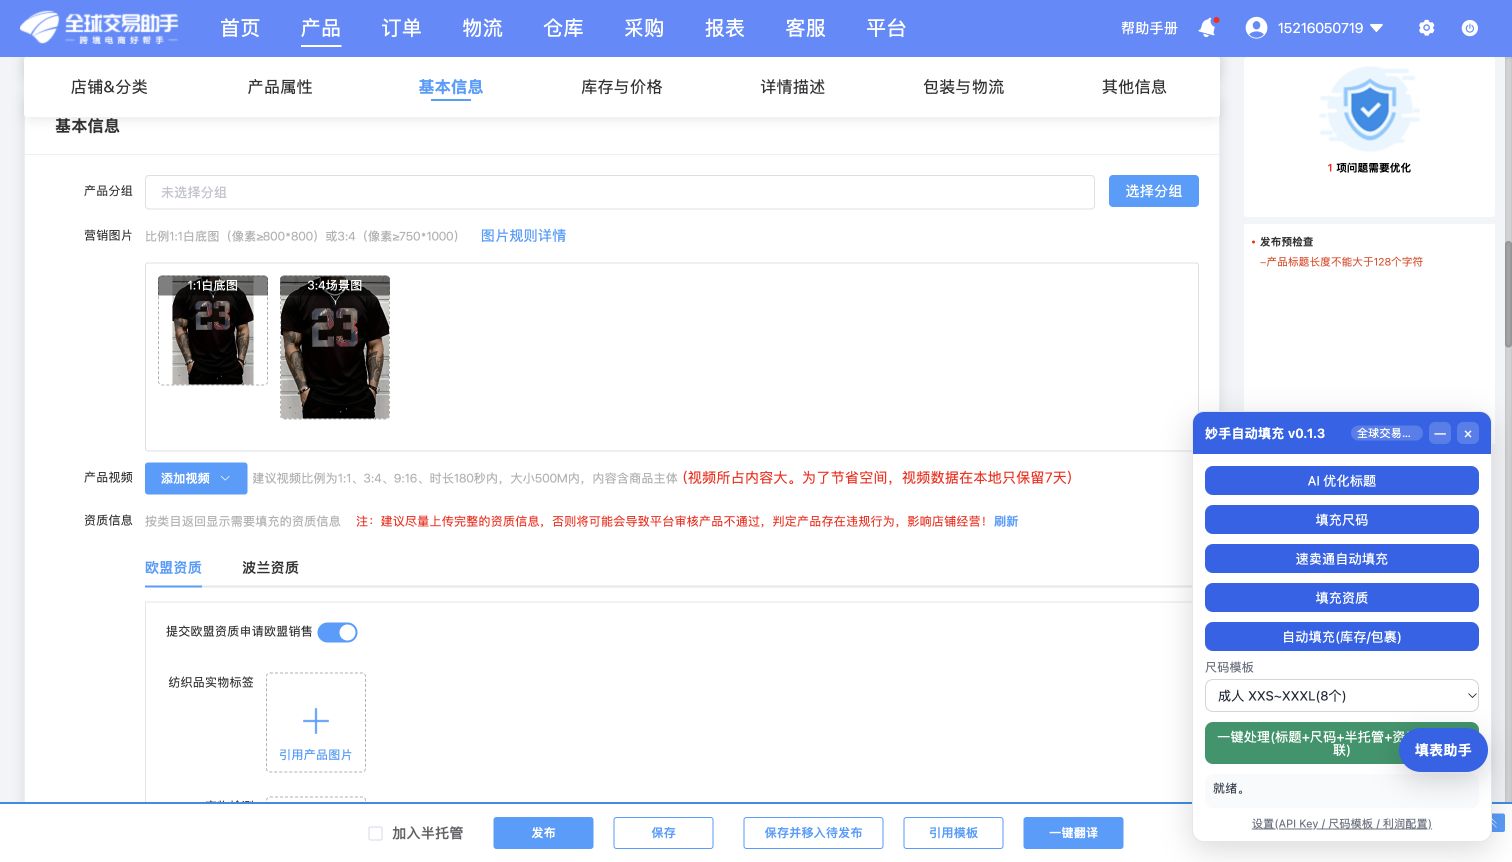 全球交易助手
跨境电商好帮手
首页 产品 订单 物流 仓库 采购 报表 客服 平台
帮助手册 15216050719
店铺&分类 产品属性 基本信息 库存与价格 详情描述 包装与物流 其他信息
基本信息
1 项问题需要优化
产品分组 未选择分组 选择分组
营销图片 比例1:1白底图（像素≥800*800）或3:4（像素≥750*1000） 图片规则详情
发布预检查
–产品标题长度不能大于128个字符
1:1白底图 3:4场景图
23 23
产品视频 添加视频 建议视频比例为1:1、3:4、9:16、时长180秒内，大小500M内，内容含商品主体 (视频所占内容大。为了节省空间，视频数据在本地只保留7天)
资质信息 按类目返回显示需要填充的资质信息 注：建议尽量上传完整的资质信息，否则将可能会导致平台审核产品不通过，判定产品存在违规行为，影响店铺经营！ 刷新
欧盟资质 波兰资质
提交欧盟资质申请欧盟销售
纺织品实物标签
引用产品图片
妙手自动填充 v0.1.3 全球交易...
AI 优化标题
填充尺码
速卖通自动填充
填充资质
自动填充(库存/包裹)
尺码模板
成人 XXS~XXXL(8个)
一键处理(标题+尺码+半托管+资
联)
填表助手
就绪。
设置(API Key / 尺码模板 / 利润配置)
加入半托管 发布 保存 保存并移入待发布 引用模板 一键翻译